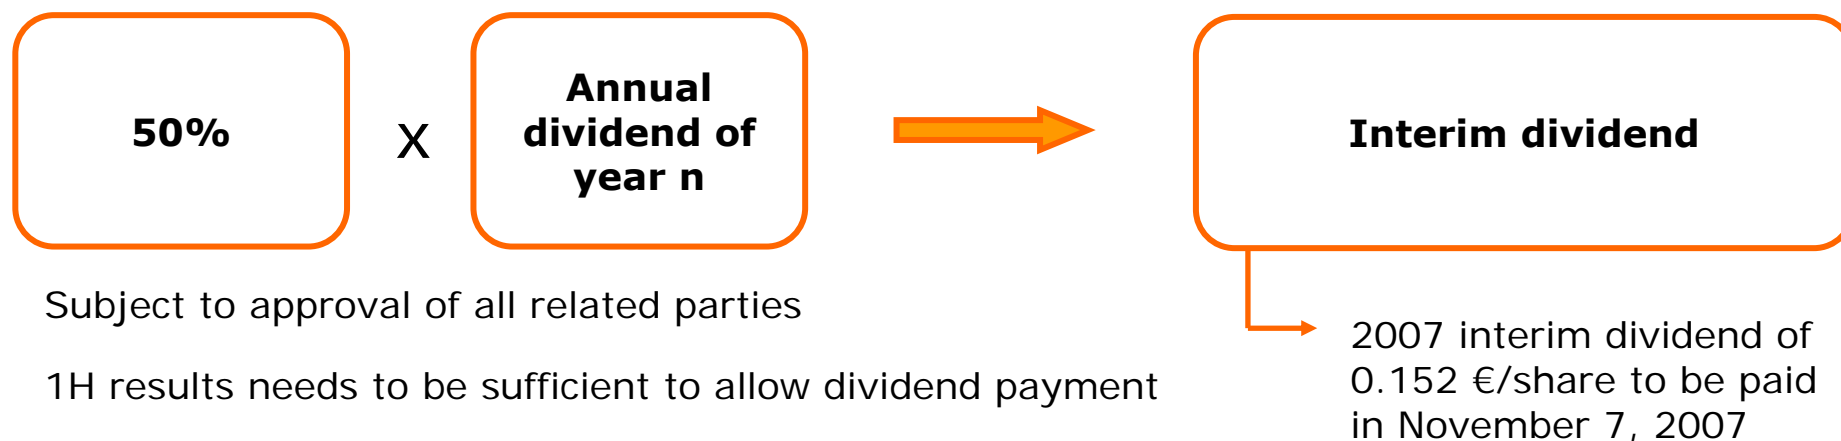 50%
x
Annual
dividend of
year n
Interim dividend
Subject to approval of all related parties
1H results needs to be sufficient to allow dividend payment
2007 interim dividend of
0.152 €/share to be paid
in November 7, 2007